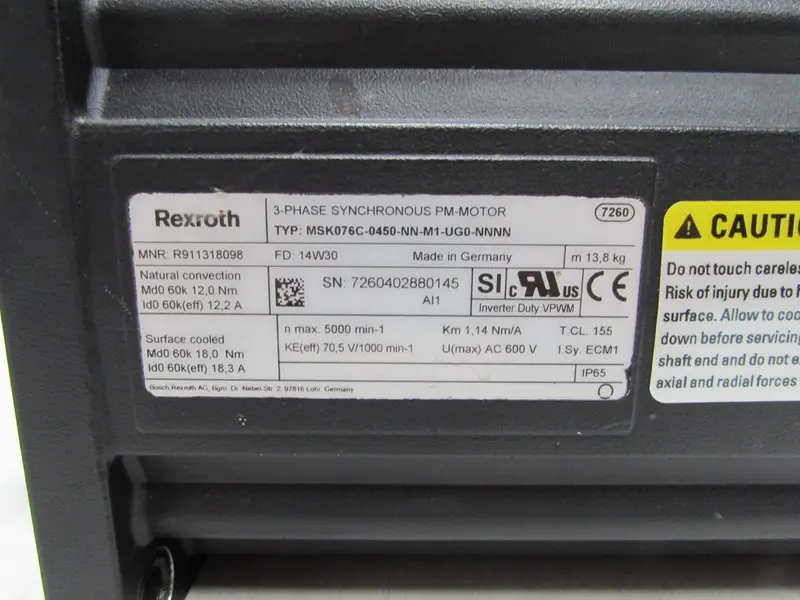 Rexroth
3-PHASE SYNCHRONOUS PM-MOTOR
7260
TYP: MSK076C-0450-NN-M1-UG0-NNNN
MNR: R911318098
FD: 14W30
Made in Germany
m 13,8 kg
Natural convection
Md0 60k 12,0 Nm
Id0 60k(eff) 12,2 A
SN: 7260402880145
AI1
SI
c RU US
CE
Inverter Duty VPWM
Surface cooled
Md0 60k 18,0 Nm
Id0 60k(eff) 18,3 A
n max. 5000 min-1
Km 1,14 Nm/A
T.CL. 155
KE(eff) 70,5 V/1000 min-1
U(max) AC 600 V
I.Sy. ECM1
IP65
Bosch Rexroth AG, Bgm.-Dr.-Nebel-Str. 2, 97816 Lohr, Germany
Do not touch
Risk of injury due to
surface. Allow to
down before servicing
shaft end and do not
axial and radial forces